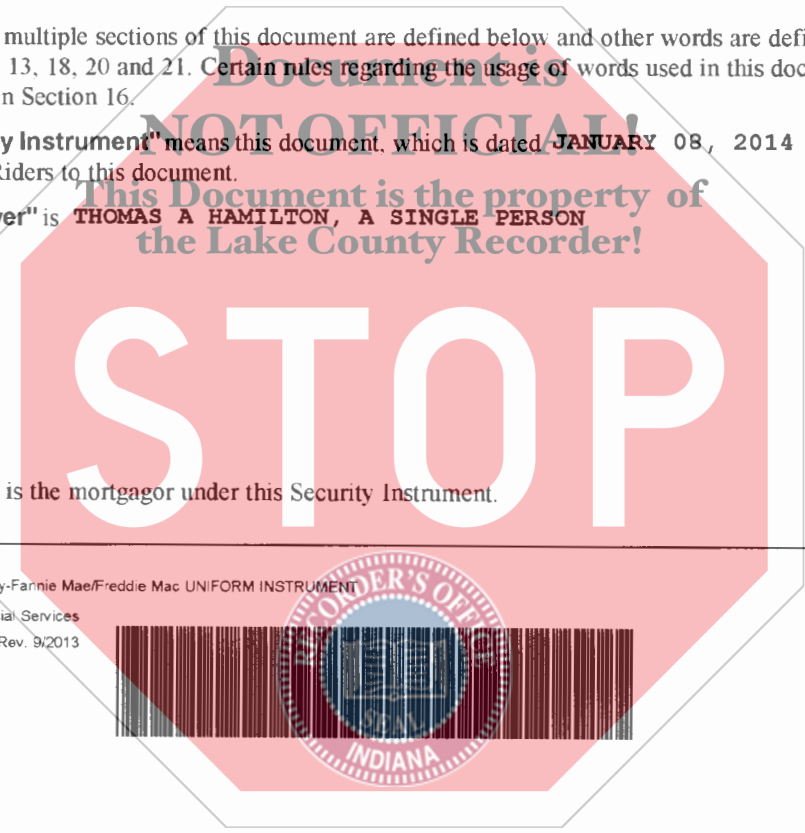 multiple sections of this document are defined below and other words are defi
Document is
13, 18, 20 and 21. Certain rules regarding the usage of words used in this doc
n Section 16.
NOT OFFICIAL!
y Instrument" means this document, which is dated JANUARY 08, 2014
Riders to this document.
This Document is the property of
er" is THOMAS A HAMILTON, A SINGLE PERSON
the Lake County Recorder!
STOP
is the mortgagor under this Security Instrument.
y-Fannie Mae/Freddie Mac UNIFORM INSTRUMENT
ial Services
Rev. 9/2013
RECORDER'S OFFICE
SEAL
INDIANA